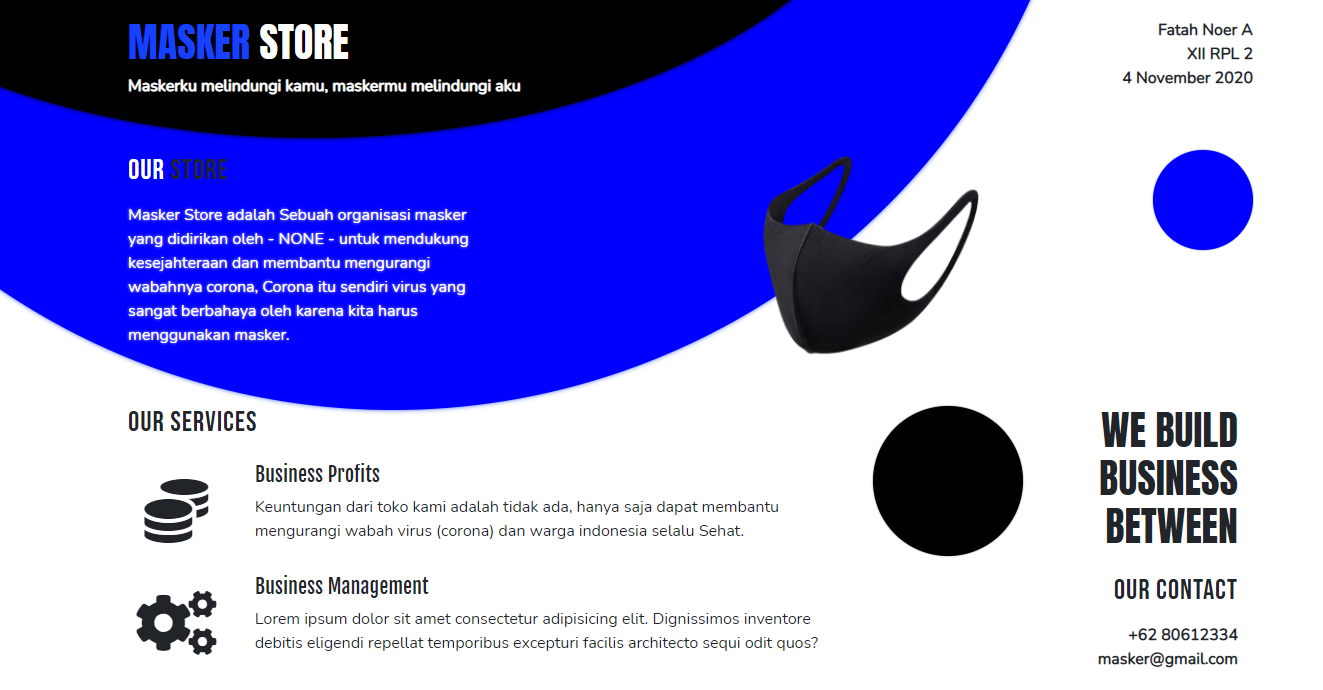 MASKER STORE
Maskerku melindungi kamu, maskermu melindungi aku
Fatah Noer A
XII RPL 2
4 November 2020
OUR STORE
Masker Store adalah Sebuah organisasi masker
yang didirikan oleh - NONE - untuk mendukung
kesejahteraan dan membantu mengurangi
wabahnya corona, Corona itu sendiri virus yang
sangat berbahaya oleh karena kita harus
menggunakan masker.
OUR SERVICES
Business Profits
Keuntungan dari toko kami adalah tidak ada, hanya saja dapat membantu
mengurangi wabah virus (corona) dan warga indonesia selalu Sehat.
Business Management
Lorem ipsum dolor sit amet consectetur adipisicing elit. Dignissimos inventore
debitis eligendi repellat temporibus excepturi facilis architecto sequi odit quos?
WE BUILD
BUSINESS
BETWEEN
OUR CONTACT
+62 80612334
masker@gmail.com